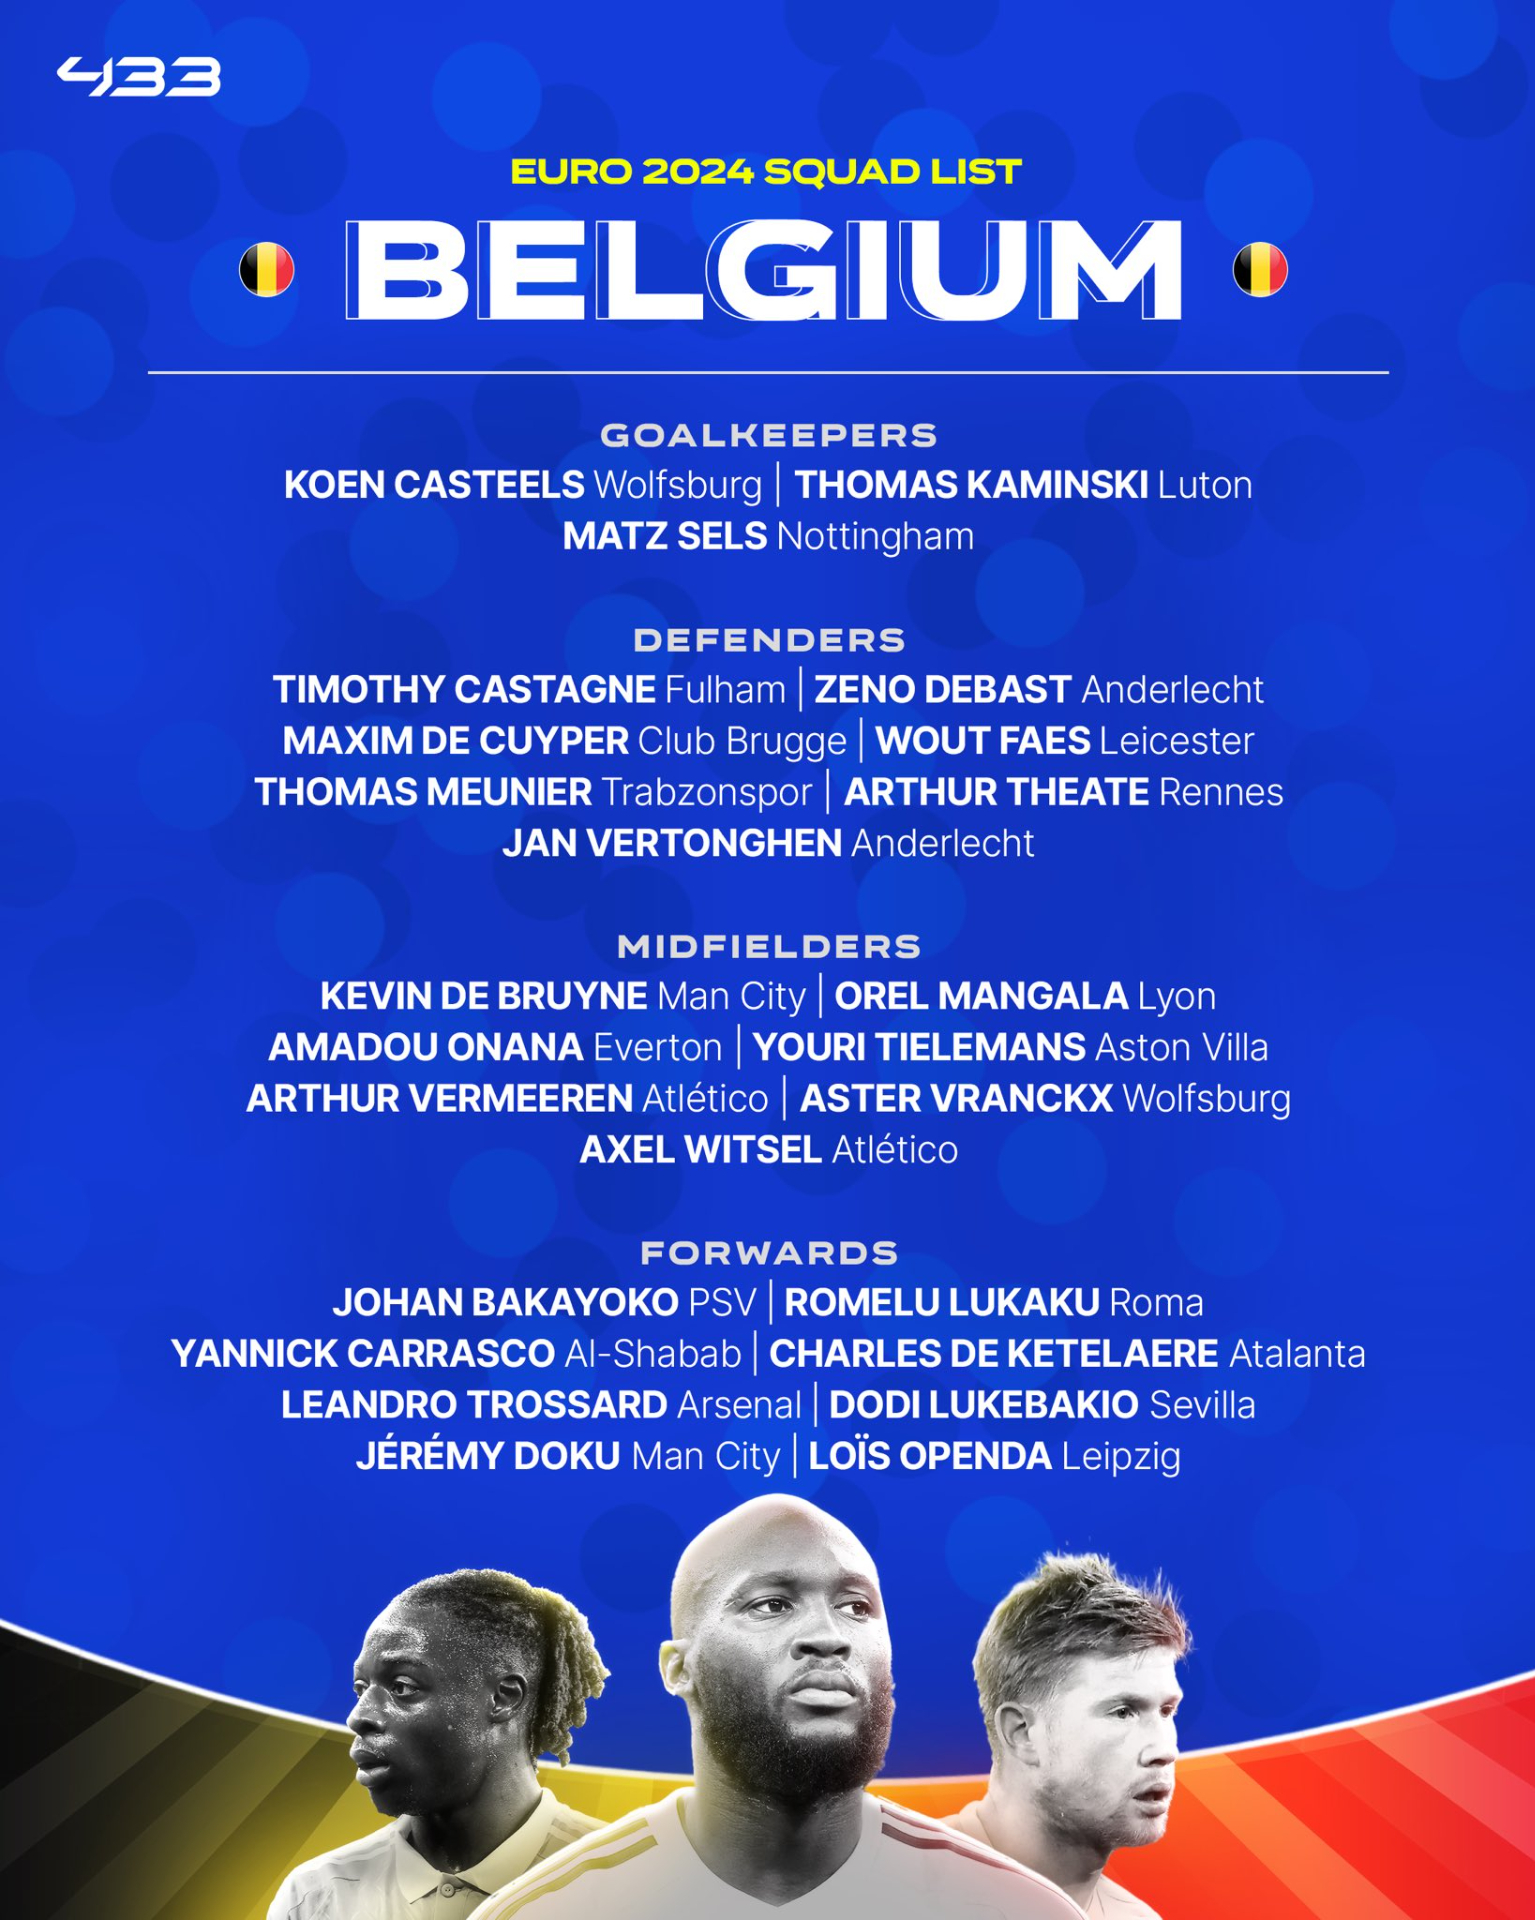 433
EURO 2024 SQUAD LIST
BELGIUM
GOALKEEPERS
KOEN CASTEELS Wolfsburg | THOMAS KAMINSKI Luton
MATZ SELS Nottingham
DEFENDERS
TIMOTHY CASTAGNE Fulham | ZENO DEBAST Anderlecht
MAXIM DE CUYPER Club Brugge | WOUT FAES Leicester
THOMAS MEUNIER Trabzonspor | ARTHUR THEATE Rennes
JAN VERTONGHEN Anderlecht
MIDFIELDERS
KEVIN DE BRUYNE Man City | OREL MANGALA Lyon
AMADOU ONANA Everton | YOURI TIELEMANS Aston Villa
ARTHUR VERMEEREN Atlético | ASTER VRANCKX Wolfsburg
AXEL WITSEL Atlético
FORWARDS
JOHAN BAKAYOKO PSV | ROMELU LUKAKU Roma
YANNICK CARRASCO Al-Shabab | CHARLES DE KETELAERE Atalanta
LEANDRO TROSSARD Arsenal | DODI LUKEBAKIO Sevilla
JÉRÉMY DOKU Man City | LOÏS OPENDA Leipzig